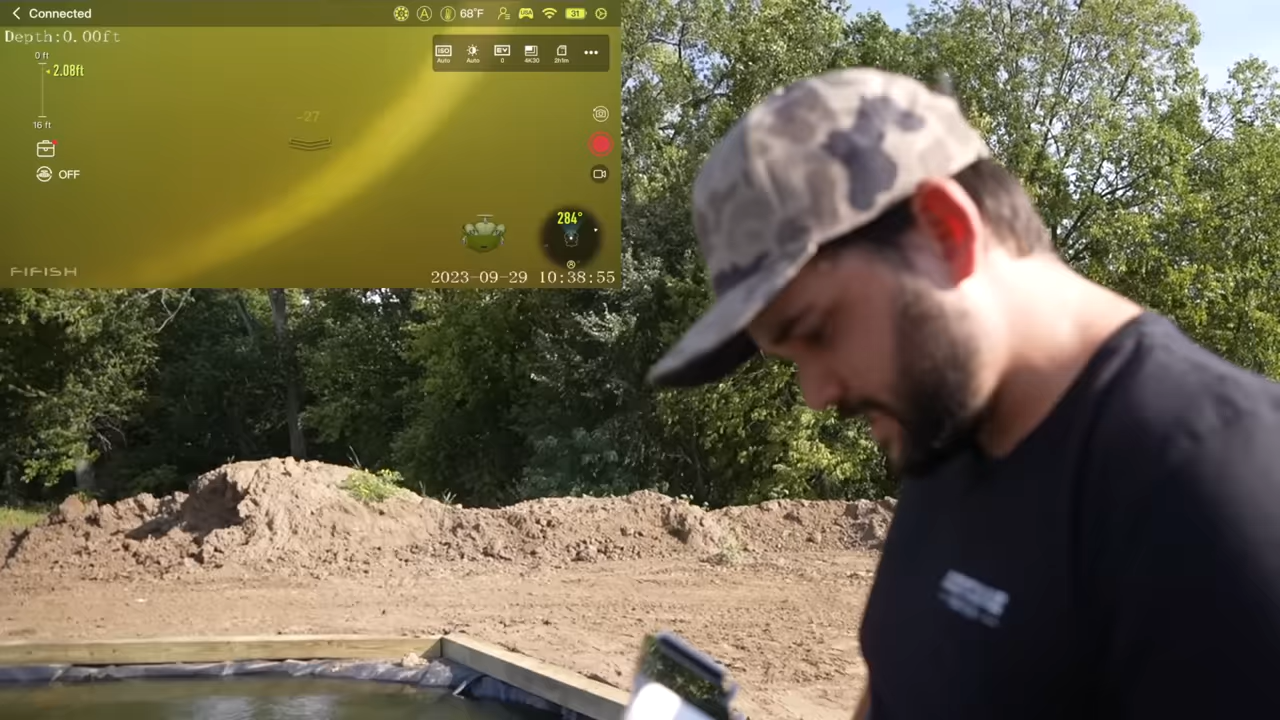 Connected
68°F
31
Depth:0.00ft
ISO
Auto
Auto
EV
0
4K30
2h1m
0 ft
2.08ft
16 ft
-27
OFF
284°
FIFISH
2023-09-29 10:38:55